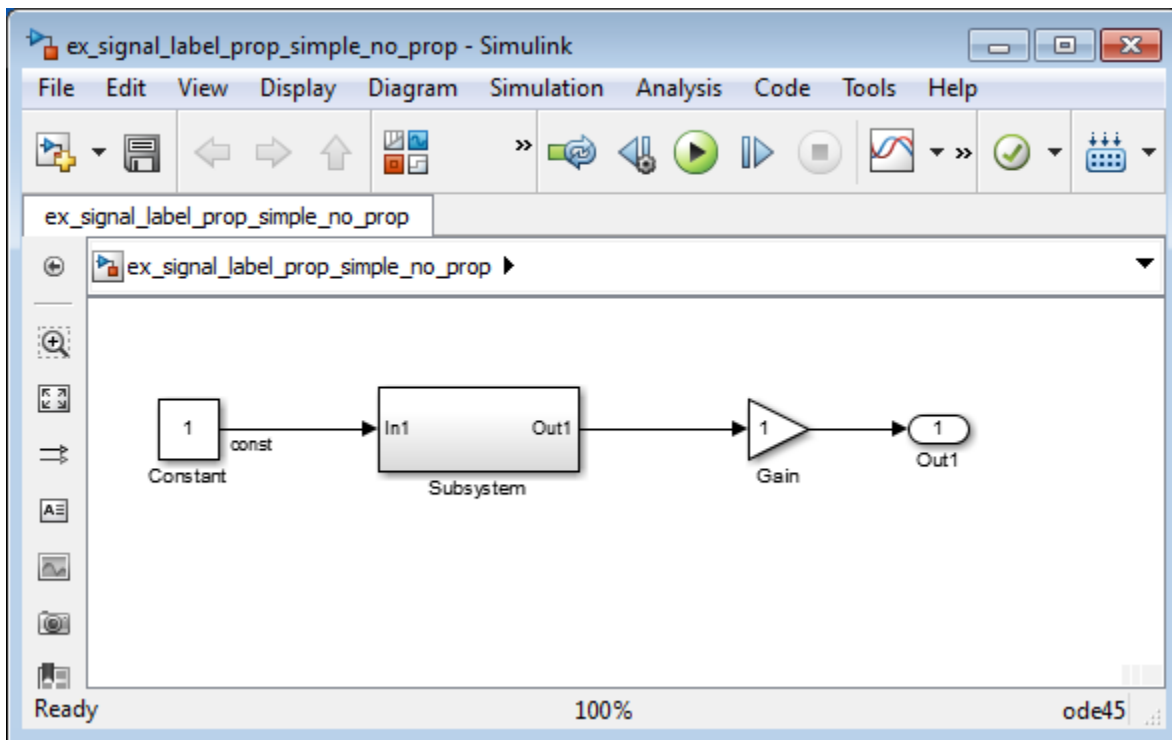 ex_signal_label_prop_simple_no_prop - Simulink
File Edit View Display Diagram Simulation Analysis Code Tools Help
ex_signal_label_prop_simple_no_prop
ex_signal_label_prop_simple_no_prop
1 const In1 Out1 1 1
Constant Subsystem Gain Out1
Ready 100% ode45